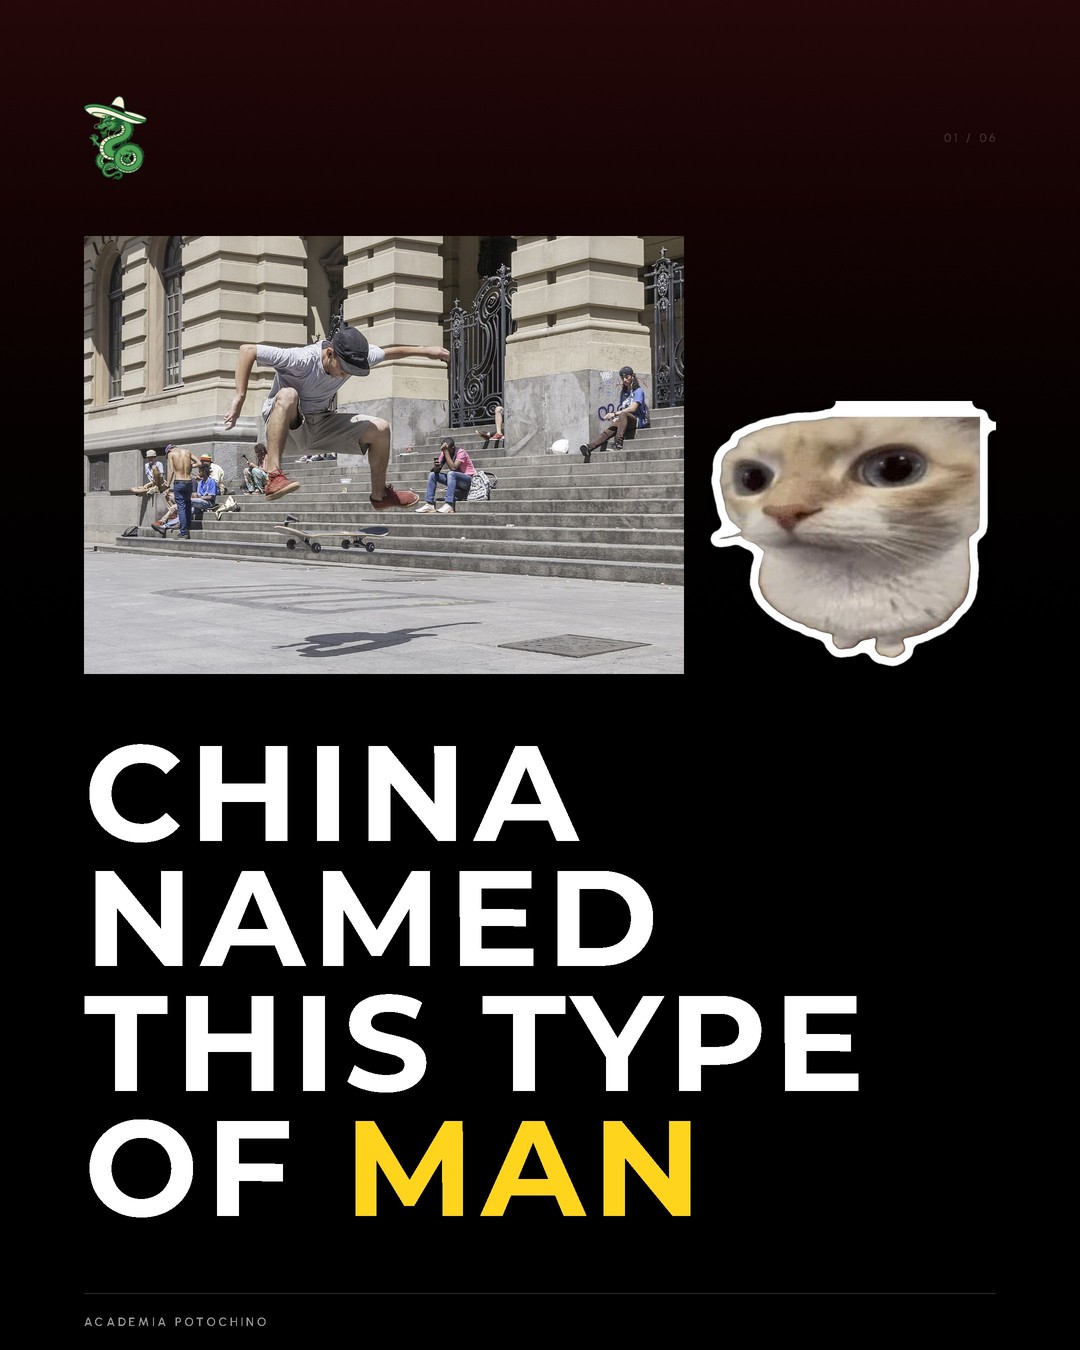 01 / 06
CHINA
NAMED
THIS TYPE
OF MAN
ACADEMIA POTOCHINO